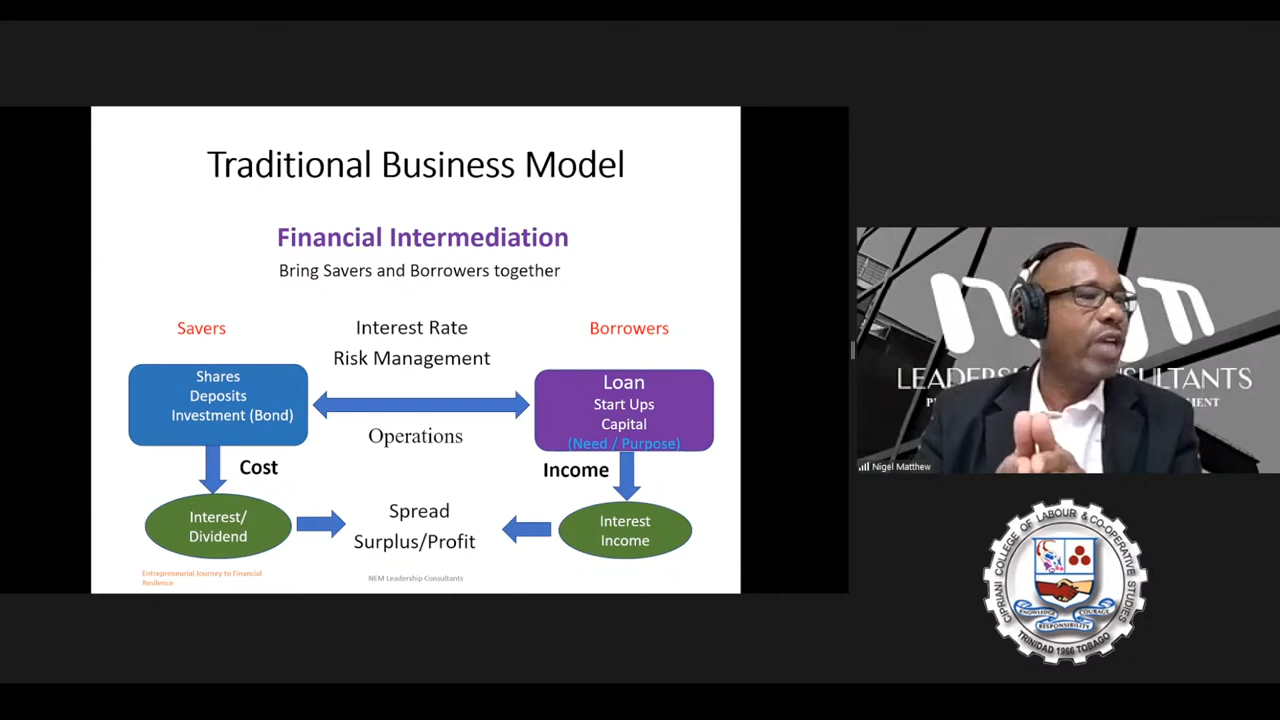 Traditional Business Model
Financial Intermediation
Bring Savers and Borrowers together
Savers
Interest Rate
Risk Management
Borrowers
Shares
Deposits
Investment (Bond)
Operations
Loan
Start Ups
Capital
(Need / Purpose)
Cost
Income
Interest/
Dividend
Spread
Surplus/Profit
Interest
Income
Entrepreneurial Journey to Financial
Resilence
NEM Leadership Consultants
Nigel Matthew
CIPRIANI COLLEGE OF LABOUR & CO-OPERATIVE STUDIES
KNOWLEDGE
COURAGE
RESPONSIBILITY
TRINIDAD 1966 TOBAGO